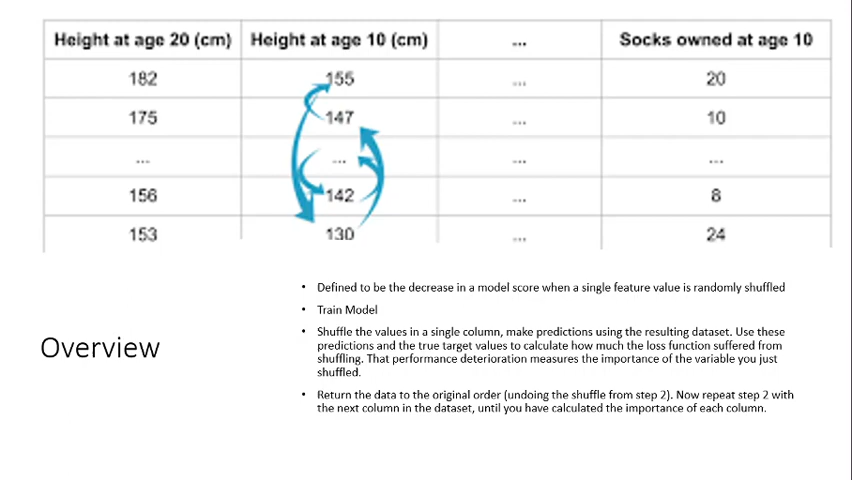 Height at age 20 (cm) Height at age 10 (cm) ... Socks owned at age 10
182 155 ... 20
175 147 ... 10
... ... ... ...
156 142 ... 8
153 130 ... 24
Overview
• Defined to be the decrease in a model score when a single feature value is randomly shuffled
• Train Model
• Shuffle the values in a single column, make predictions using the resulting dataset. Use these
predictions and the true target values to calculate how much the loss function suffered from
shuffling. That performance deterioration measures the importance of the variable you just
shuffled.
• Return the data to the original order (undoing the shuffle from step 2). Now repeat step 2 with
the next column in the dataset, until you have calculated the importance of each column.